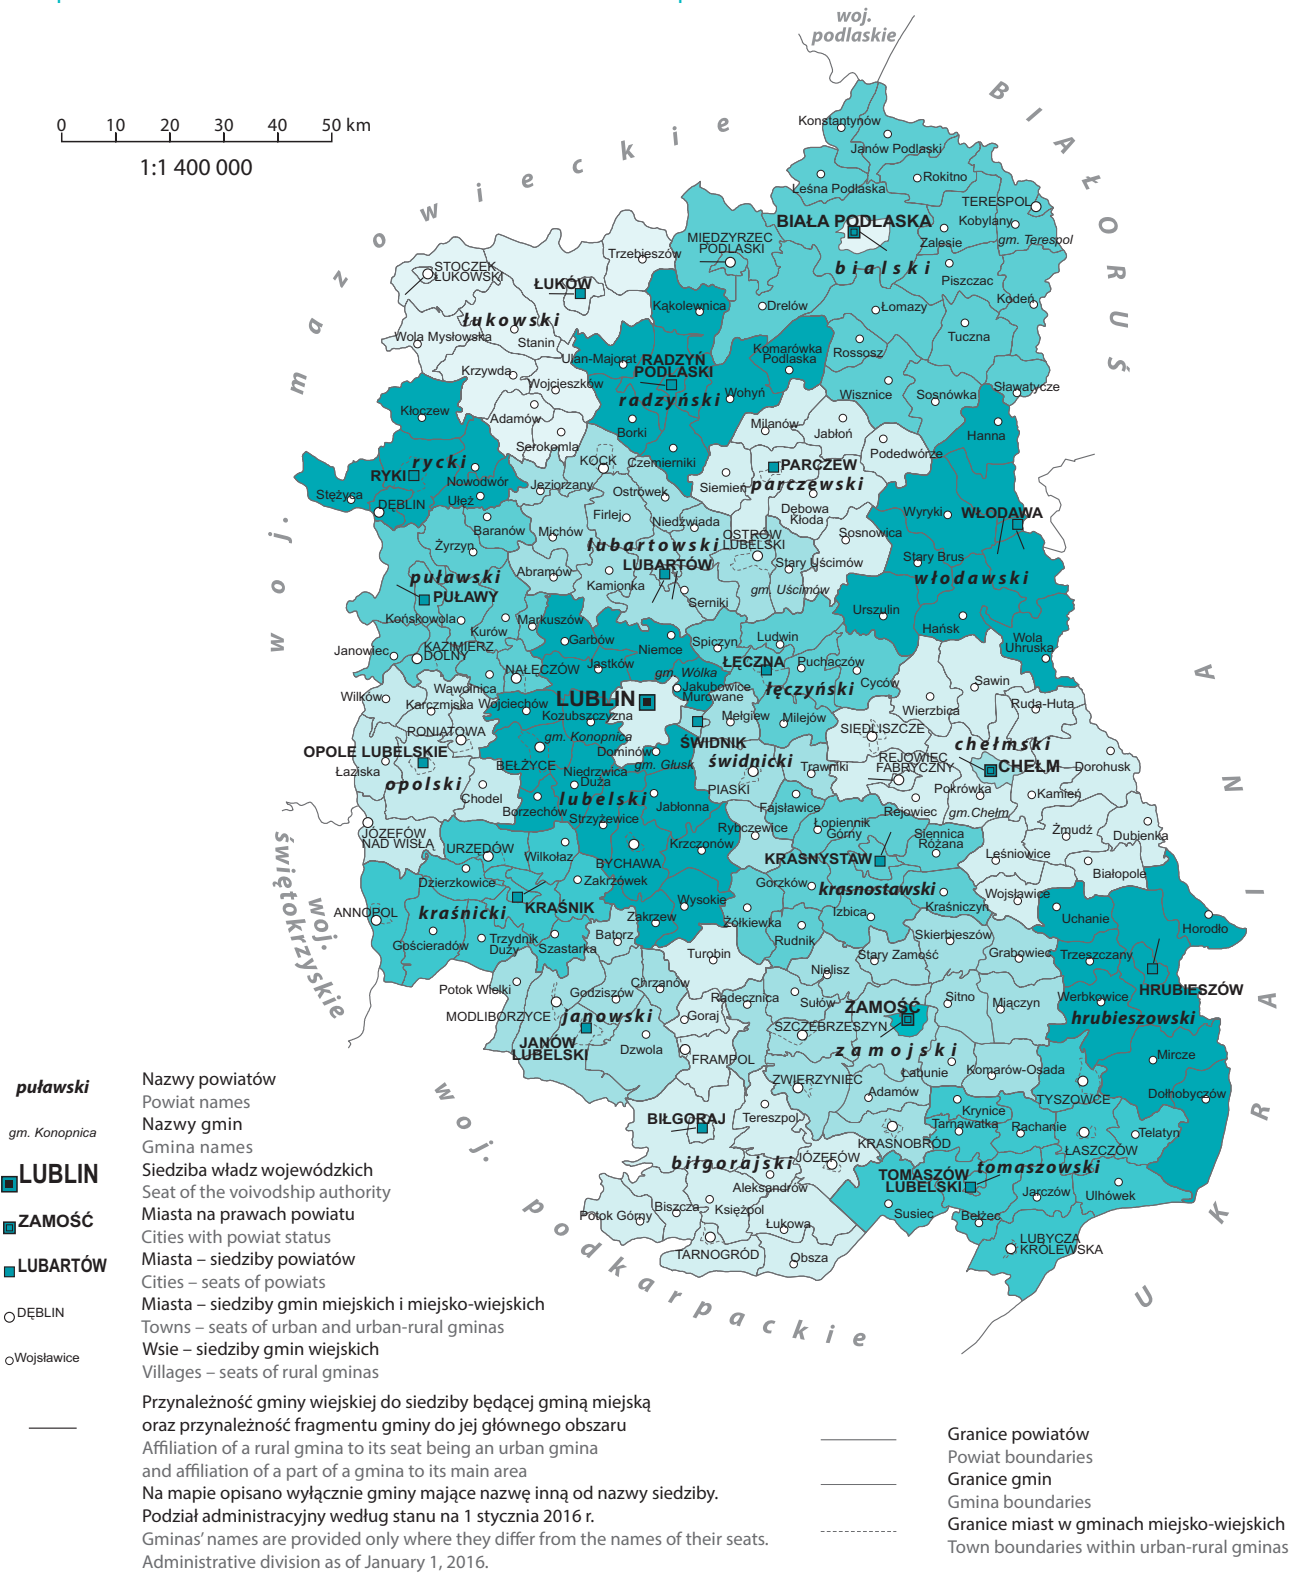 woj.
podlaskie
BIAŁORUŚ
woj. mazowieckie
0 10 20 30 40 50 km
1:1 400 000
Konstantynów
Janów Podlaski
Rokitno
Leśna Podlaska
TERESPOL
BIAŁA PODLASKA
Kobylany
Zalesie
gm. Terespol
MIEDZYRZEC
PODLASKI
Trzebieszów
bialski
Piszczac
STOCZEK
ŁUKOWSKI
ŁUKÓW
Kąkolewnica
Drelów
Łomazy
Kodeń
łukowski
Wola Mysłowska
Stanin
Tuczna
Komarówka
Podlaska
Rossosz
Ulan-Majorat
RADZYŃ
PODLASKI
Krzywda
Wojcieszków
radzyński
Wohyń
Wisznice
Sosnówka
Sławatycze
Kłoczew
Adamów
Borki
Milanów
Jabłoń
Hanna
Serokomla
Podedwórze
rycki
RYKI
KOCK
Czemierniki
PARCZEW
Nowodwór
Siemień
parczewski
Stężyca
Ułęż
Jeziorzany
Ostrówek
DĘBLIN
Dębowa
Kłoda
Wyryki
WŁODAWA
Firlej
Niedźwiada
Baranów
Michów
OSTRÓW
LUBELSKI
Sosnowica
Żyrzyn
łubartowski
Stary Brus
LUBARTÓW
Stary Uścimów
puławski
Abramów
Kamionka
włodawski
gm. Uścimów
PUŁAWY
Serniki
Urszulin
Końskowola
Markuszów
Hańsk
Kurów
Garbów
Niemce
Spiczyn
Ludwin
Wola
Uhruska
Janowiec
KAZIMIERZ
DOLNY
Jastków
NAŁĘCZÓW
gm. Wólka
ŁĘCZNA
Puchaczów
Cyców
Sawin
Wąwolnica
Jakubowice
Murowane
łęczyński
Wilków
Karczmiska
Wojciechów
LUBLIN
Wierzbica
Ruda-Huta
Kozubszczyzna
Mełgiew
Milejów
PONIATOWA
gm. Konopnica
SIEDLISZCZE
ŚWIDNIK
chełmski
OPOLE LUBELSKIE
Dominów
świdnicki
REJOWIEC
FABRYCZNY
CHEŁM
Dorohusk
Łaziska
BEŁŻYCE
gm. Głusk
Trawniki
opolski
Niedrzwica
Duża
PIASKI
Pokrówka
Kamień
Chodel
lubelski
Borzechów
Jabłonna
Fajsławice
Rejowiec
gm.Chełm
Strzyżewice
Rybczewice
Łopiennik
Górny
Siennica
Różana
Żmudź
Dubienka
JÓZEFÓW
NAD WISŁĄ
URZĘDÓW
Wilkołaz
BYCHAWA
Krzczonów
KRASNYSTAW
Leśniowice
Dzierzkowice
Zakrzówek
Gorzków
krasnostawski
Białopole
Wojsławice
ANNOPOL
kraśnicki
KRAŚNIK
Wysokie
Kraśniczyn
Uchanie
Zakrzew
Żółkiewka
Izbica
Horodło
Gościeradów
Trzydnik
Duży
Szastarka
Batorz
Rudnik
Skierbieszów
Turobin
Stary Zamość
Grabowiec
Trzeszczany
woj.
świętokrzyskie
Potok Wielki
Chrzanów
Nielisz
HRUBIESZÓW
Godziszów
Radecznica
Sułów
ZAMOŚĆ
Sitno
Miączyn
Werbkowice
MODLIBORZYCE
janowski
Goraj
SZCZEBRZESZYN
hrubieszowski
JANÓW
LUBELSKI
Dzwola
zamojski
Mircze
FRAMPOL
Łabunie
Komarów-Osada
ZWIERZYNIEC
Adamów
TYSZOWCE
Dołhobyczów
BIŁGORAJ
Tereszpol
Krynice
Tarnawatka
Rachanie
Telatyn
KRASNOBRÓD
ŁASZCZÓW
biłgorajski
JÓZEFÓW
TOMASZÓW
LUBELSKI
tomaszowski
Aleksandrów
Jarczów
Ulhówek
Potok Górny
Biszcza
Księżpol
Susiec
Bełżec
Łukowa
TARNOGRÓD
LUBYCZA
KRÓLEWSKA
Obsza
woj. podkarpackie
UKRAINA
puławski
Nazwy powiatów
Powiat names
gm. Konopnica
Nazwy gmin
Gmina names
LUBLIN
Siedziba władz wojewódzkich
Seat of the voivodship authority
ZAMOŚĆ
Miasta na prawach powiatu
Cities with powiat status
LUBARTÓW
Miasta – siedziby powiatów
Cities – seats of powiats
DĘBLIN
Miasta – siedziby gmin miejskich i miejsko-wiejskich
Towns – seats of urban and urban-rural gminas
Wojsławice
Wsie – siedziby gmin wiejskich
Villages – seats of rural gminas
Przynależność gminy wiejskiej do siedziby będącej gminą miejską
oraz przynależność fragmentu gminy do jej głównego obszaru
Affiliation of a rural gmina to its seat being an urban gmina
and affiliation of a part of a gmina to its main area
Na mapie opisano wyłącznie gminy mające nazwę inną od nazwy siedziby.
Podział administracyjny według stanu na 1 stycznia 2016 r.
Gminas' names are provided only where they differ from the names of their seats.
Administrative division as of January 1, 2016.
Granice powiatów
Powiat boundaries
Granice gmin
Gmina boundaries
Granice miast w gminach miejsko-wiejskich
Town boundaries within urban-rural gminas